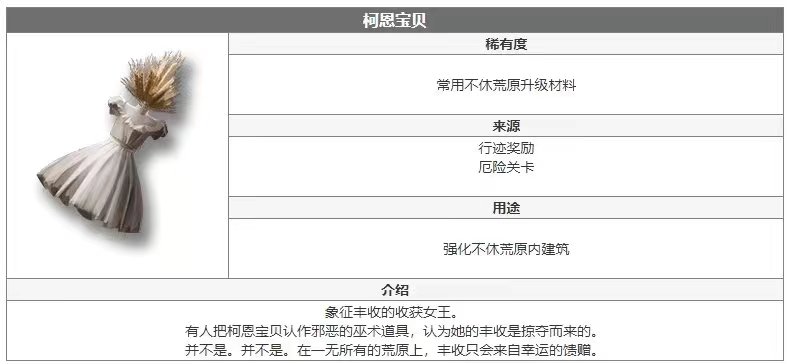 柯恩宝贝
稀有度
常用不休荒原升级材料
来源
行迹奖励
厄险关卡
用途
强化不休荒原内建筑
介绍
象征丰收的收获女王。
有人把柯恩宝贝认作邪恶的巫术道具，认为她的丰收是掠夺而来的。
并不是。并不是。在一无所有的荒原上，丰收只会来自幸运的馈赠。